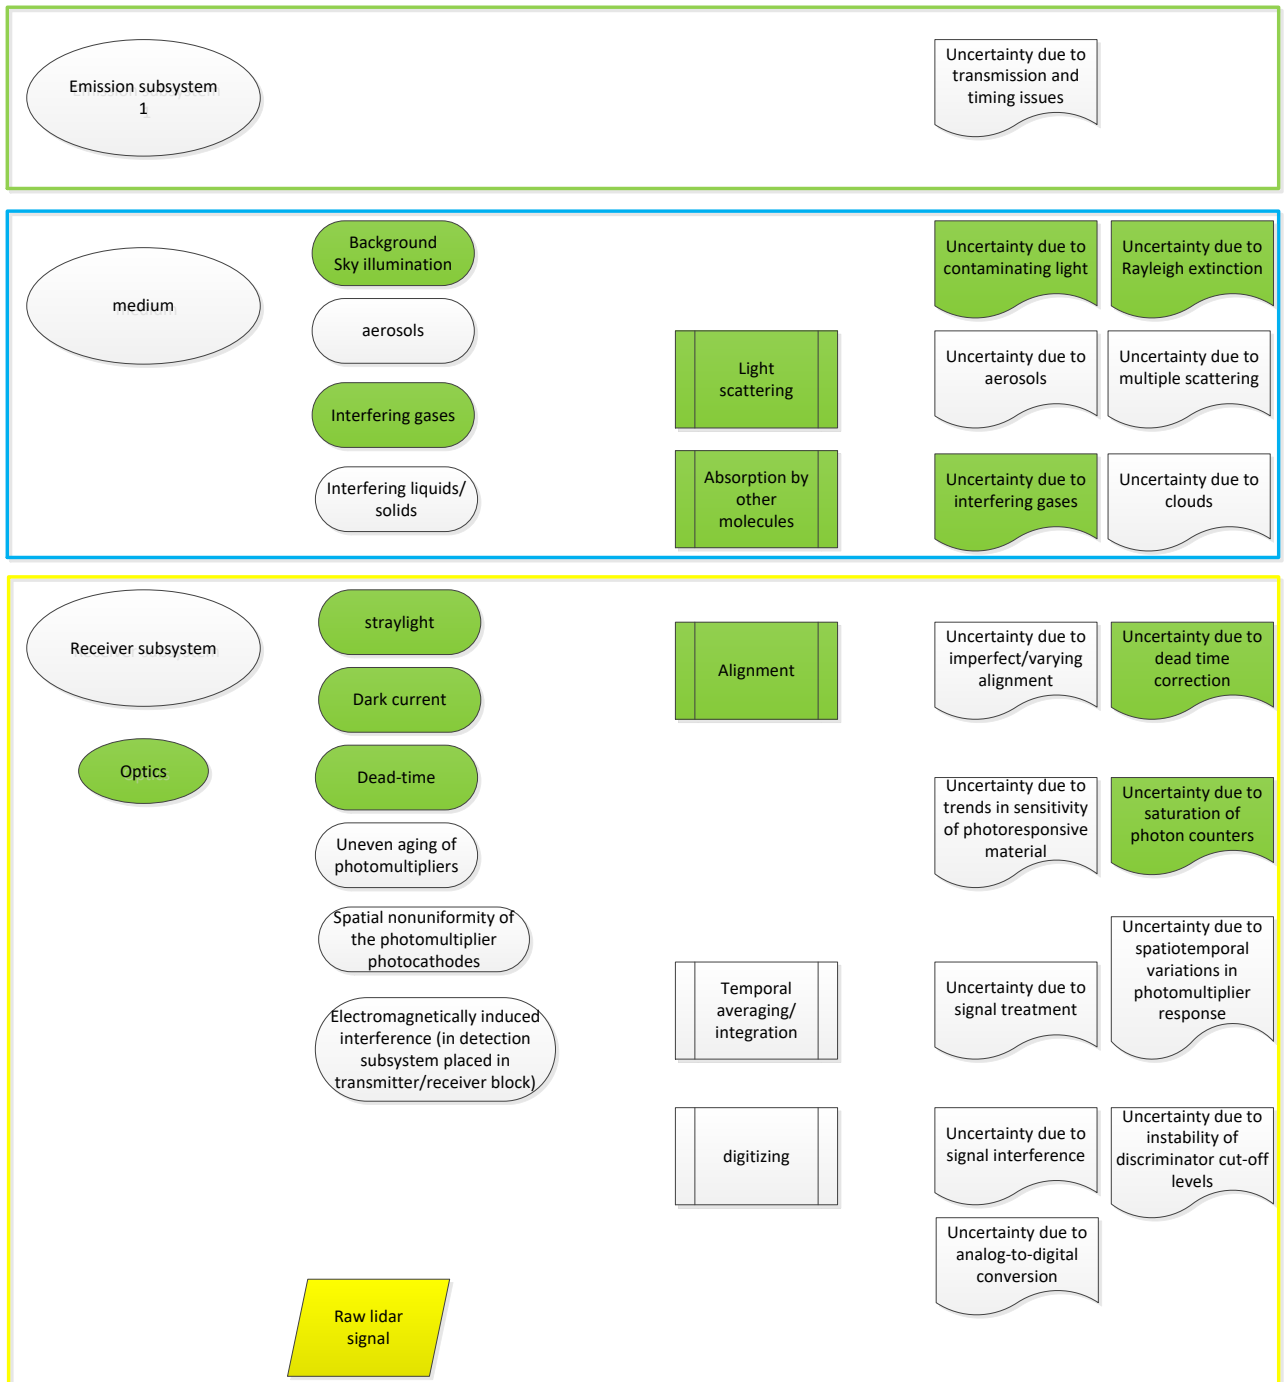 Emission subsystem
1
Uncertainty due to
transmission and
timing issues
medium
Background
Sky illumination
aerosols
Interfering gases
Interfering liquids/
solids
Light
scattering
Absorption by
other
molecules
Uncertainty due to
contaminating light
Uncertainty due to
Rayleigh extinction
Uncertainty due to
aerosols
Uncertainty due to
multiple scattering
Uncertainty due to
interfering gases
Uncertainty due to
clouds
Receiver subsystem
Optics
straylight
Dark current
Dead-time
Uneven aging of
photomultipliers
Spatial nonuniformity of
the photomultiplier
photocathodes
Electromagnetically induced
interference (in detection
subsystem placed in
transmitter/receiver block)
Alignment
Temporal
averaging/
integration
digitizing
Uncertainty due to
imperfect/varying
alignment
Uncertainty due to
dead time
correction
Uncertainty due to
trends in sensitivity
of photoresponsive
material
Uncertainty due to
saturation of
photon counters
Uncertainty due to
signal treatment
Uncertainty due to
spatiotemporal
variations in
photomultiplier
response
Uncertainty due to
signal interference
Uncertainty due to
instability of
discriminator cut-off
levels
Uncertainty due to
analog-to-digital
conversion
Raw lidar
signal